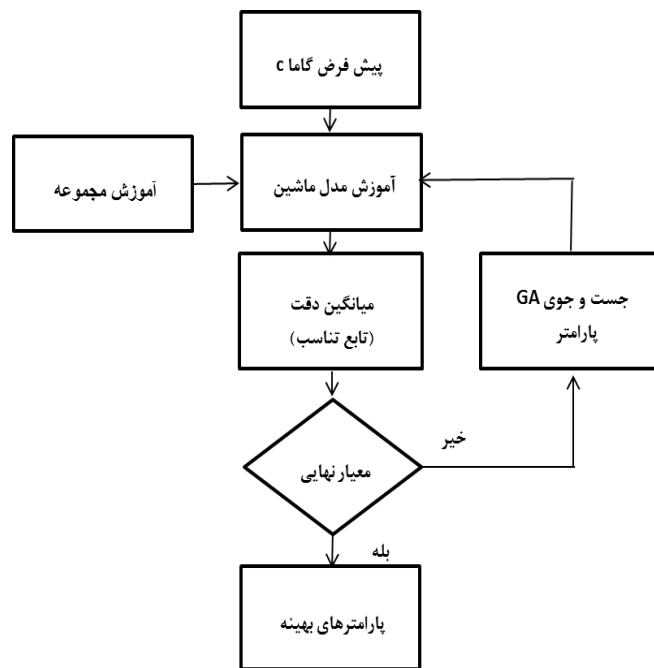 پیش فرض گاما c
آموزش مدل ماشین
آموزش مجموعه
میانگین دقت
(تابع تناسب)
جست و جوی GA
پارامتر
معیار نهایی
خیر
بله
پارامترهای بهینه